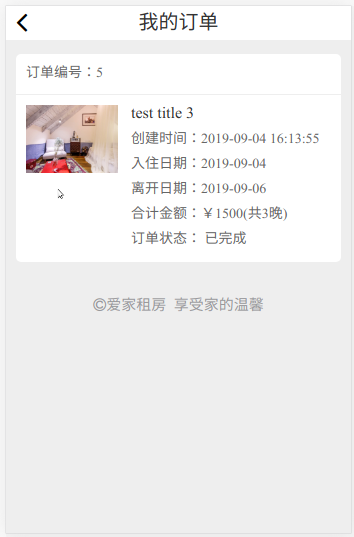 我的订单
订单编号：5
test title 3
创建时间：2019-09-04 16:13:55
入住日期：2019-09-04
离开日期：2019-09-06
合计金额：￥1500(共3晚)
订单状态： 已完成
©爱家租房 享受家的温馨